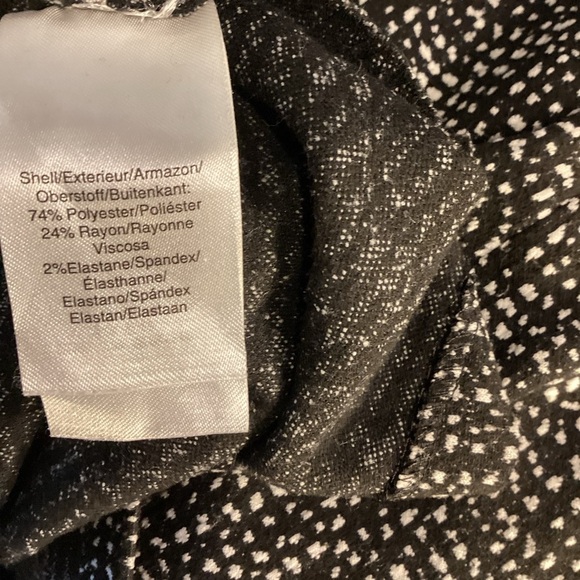 Shell/Exterieur/Armazon/
Oberstoff/Buitenkant:
74% Polyester/Poliéster
24% Rayon/Rayonne
Viscosa
2%Elastane/Spandex/
Élasthanne/
Elastano/Spándex
Elastan/Elastaan